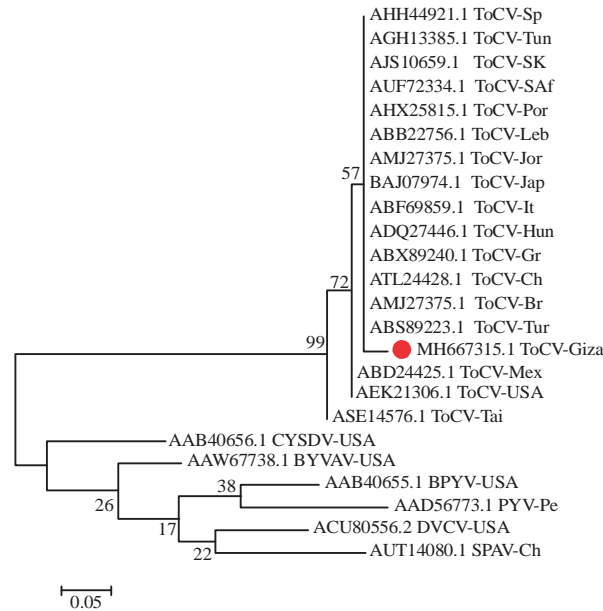 AHH44921.1 ToCV-Sp
AGH13385.1 ToCV-Tun
AJS10659.1 ToCV-SK
AUF72334.1 ToCV-SAf
AHX25815.1 ToCV-Por
ABB22756.1 ToCV-Leb
AMJ27375.1 ToCV-Jor
57
BAJ07974.1 ToCV-Jap
ABF69859.1 ToCV-It
ADQ27446.1 ToCV-Hun
ABX89240.1 ToCV-Gr
72
ATL24428.1 ToCV-Ch
AMJ27375.1 ToCV-Br
ABS89223.1 ToCV-Tur
99
MH667315.1 ToCV-Giza
ABD24425.1 ToCV-Mex
AEK21306.1 ToCV-USA
ASE14576.1 ToCV-Tai
AAB40656.1 CYSDV-USA
AAW67738.1 BYVAV-USA
38
AAB40655.1 BPYV-USA
26
AAD56773.1 PYV-Pe
17
ACU80556.2 DVCV-USA
22
AUT14080.1 SPAV-Ch
0.05